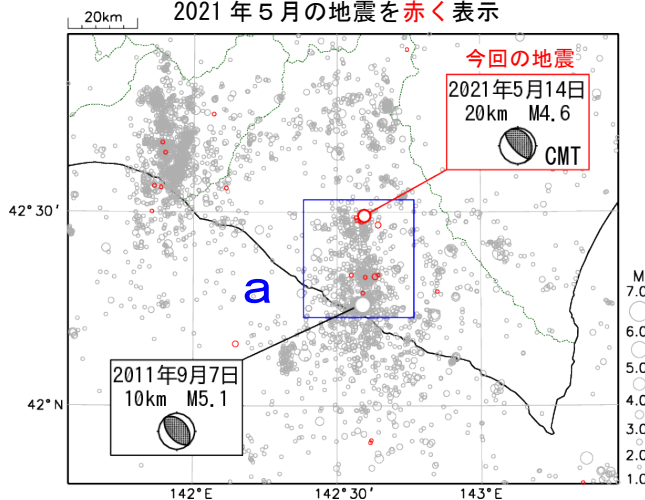 2021年５月の地震を赤く表示
20km
今回の地震
2021年5月14日
20km M4.6
CMT
42°30′
a
M
7.0
6.0
5.0
4.0
3.0
2.0
1.0
2011年9月7日
10km M5.1
42°N
142°E
142°30′
143°E